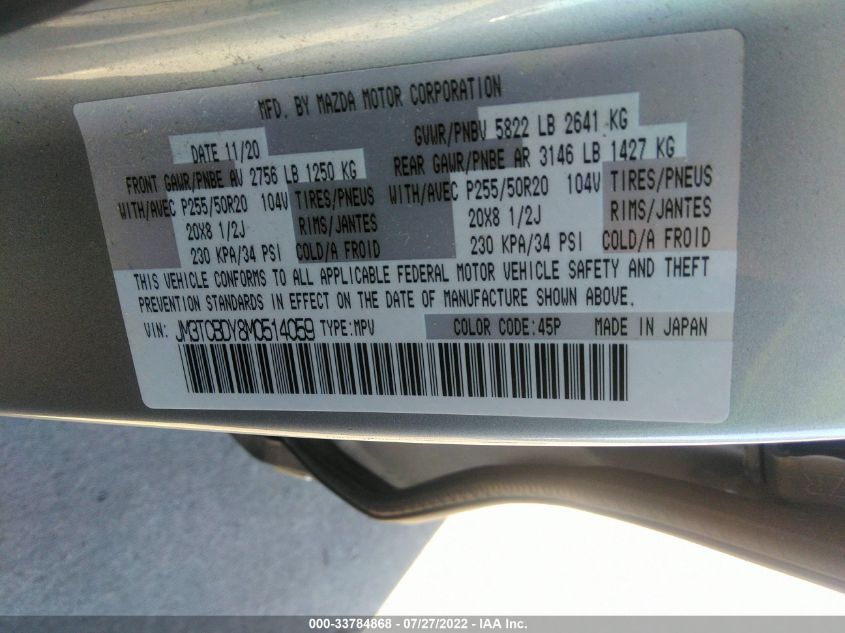 MFD. BY MAZDA MOTOR CORPORATION
DATE 11/20 GVWR/PNBV 5822 LB 2641 KG
FRONT GAWR/PNBE AV 2756 LB 1250 KG REAR GAWR/PNBE AR 3146 LB 1427 KG
WITH/AVEC P255/50R20 104V TIRES/PNEUS WITH/AVEC P255/50R20 104V TIRES/PNEUS
20X8 1/2J RIMS/JANTES 20X8 1/2J RIMS/JANTES
230 KPA/34 PSI COLD/A FROID 230 KPA/34 PSI COLD/A FROID
THIS VEHICLE CONFORMS TO ALL APPLICABLE FEDERAL MOTOR VEHICLE SAFETY AND THEFT
PREVENTION STANDARDS IN EFFECT ON THE DATE OF MANUFACTURE SHOWN ABOVE.
VIN: JM3TCBDY8M0514059 TYPE:MPV COLOR CODE:45P MADE IN JAPAN
000-33784868 - 07/27/2022 - IAA Inc.